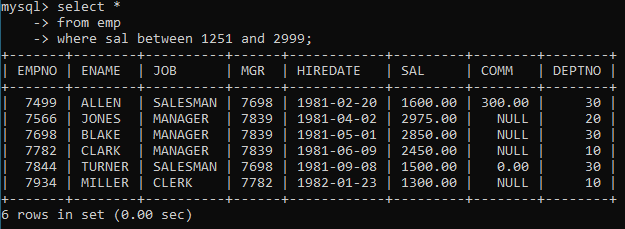 mysql> select *
    -> from emp
    -> where sal between 1251 and 2999;
+-------+--------+----------+------+------------+---------+--------+--------+
| EMPNO | ENAME  | JOB      | MGR  | HIREDATE   | SAL     | COMM   | DEPTNO |
+-------+--------+----------+------+------------+---------+--------+--------+
|  7499 | ALLEN  | SALESMAN | 7698 | 1981-02-20 | 1600.00 | 300.00 |     30 |
|  7566 | JONES  | MANAGER  | 7839 | 1981-04-02 | 2975.00 |   NULL |     20 |
|  7698 | BLAKE  | MANAGER  | 7839 | 1981-05-01 | 2850.00 |   NULL |     30 |
|  7782 | CLARK  | MANAGER  | 7839 | 1981-06-09 | 2450.00 |   NULL |     10 |
|  7844 | TURNER | SALESMAN | 7698 | 1981-09-08 | 1500.00 |   0.00 |     30 |
|  7934 | MILLER | CLERK    | 7782 | 1982-01-23 | 1300.00 |   NULL |     10 |
+-------+--------+----------+------+------------+---------+--------+--------+
6 rows in set (0.00 sec)